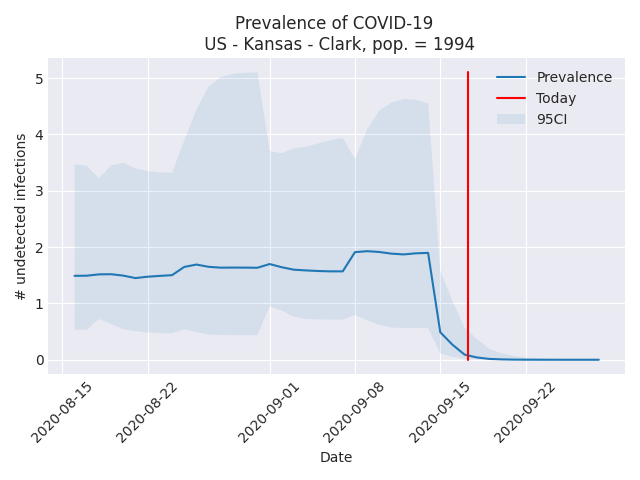 Prevalence of COVID-19
US - Kansas - Clark, pop. = 1994
Prevalence
Today
95CI
# undetected infections
5
4
3
2
1
0
2020-08-15
2020-08-22
2020-09-01
2020-09-08
2020-09-15
2020-09-22
Date